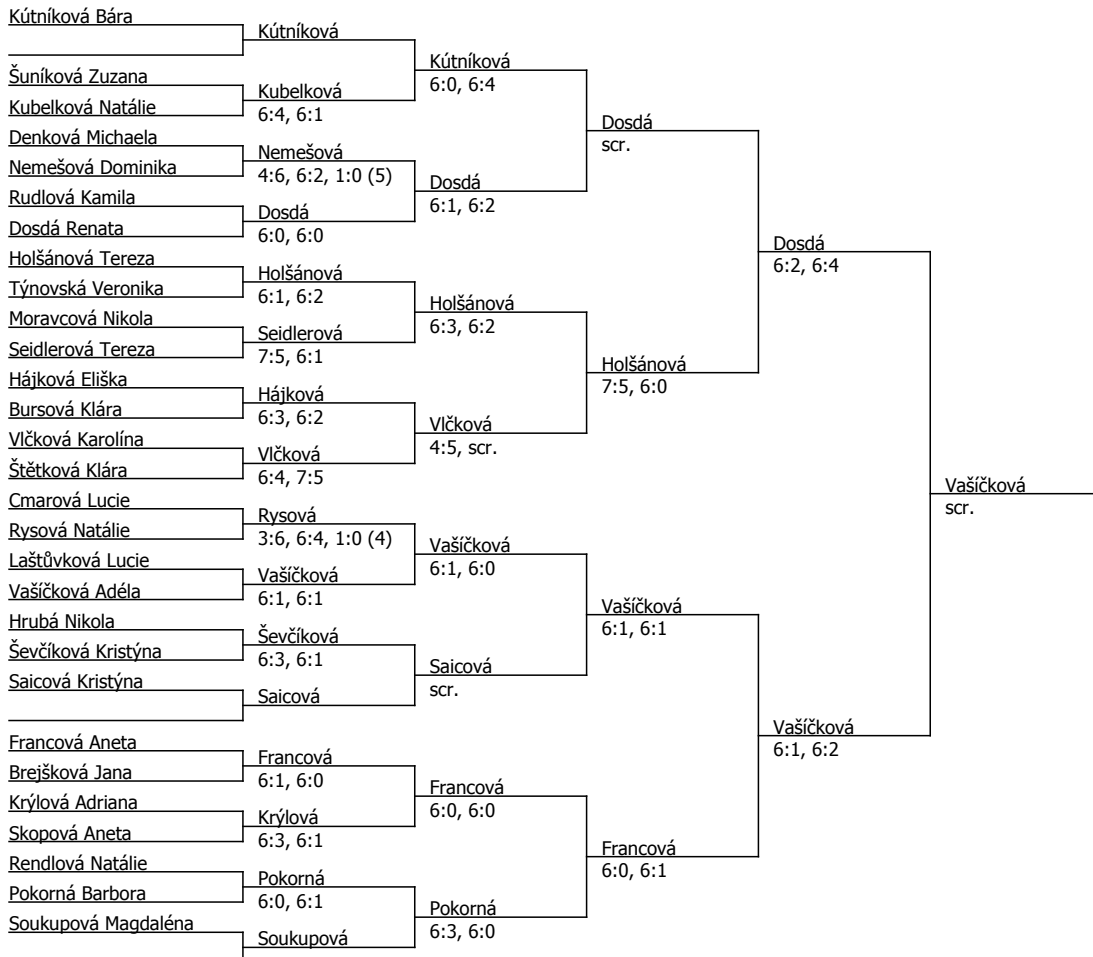 Kútníková Bára
Šuníková Zuzana
Kubelková Natálie
Denková Michaela
Nemešová Dominika
Rudlová Kamila
Dosdá Renata
Holšánová Tereza
Týnovská Veronika
Moravcová Nikola
Seidlerová Tereza
Hájková Eliška
Bursová Klára
Vlčková Karolína
Štětková Klára
Cmarová Lucie
Rysová Natálie
Laštůvková Lucie
Vašíčková Adéla
Hrubá Nikola
Ševčíková Kristýna
Saicová Kristýna
Francová Aneta
Brejšková Jana
Krýlová Adriana
Skopová Aneta
Rendlová Natálie
Pokorná Barbora
Soukupová Magdaléna
Kútníková
Kubelková
6:4, 6:1
Nemešová
4:6, 6:2, 1:0 (5)
Dosdá
6:0, 6:0
Holšánová
6:1, 6:2
Seidlerová
7:5, 6:1
Hájková
6:3, 6:2
Vlčková
6:4, 7:5
Rysová
3:6, 6:4, 1:0 (4)
Vašíčková
6:1, 6:1
Ševčíková
6:3, 6:1
Saicová
Francová
6:1, 6:0
Krýlová
6:3, 6:1
Pokorná
6:0, 6:1
Soukupová
Kútníková
6:0, 6:4
Dosdá
6:1, 6:2
Holšánová
6:3, 6:2
Vlčková
4:5, scr.
Vašíčková
6:1, 6:0
Saicová
scr.
Francová
6:0, 6:0
Pokorná
6:3, 6:0
Dosdá
scr.
Holšánová
7:5, 6:0
Vašíčková
6:1, 6:1
Francová
6:0, 6:1
Dosdá
6:2, 6:4
Vašíčková
6:1, 6:2
Vašíčková
scr.